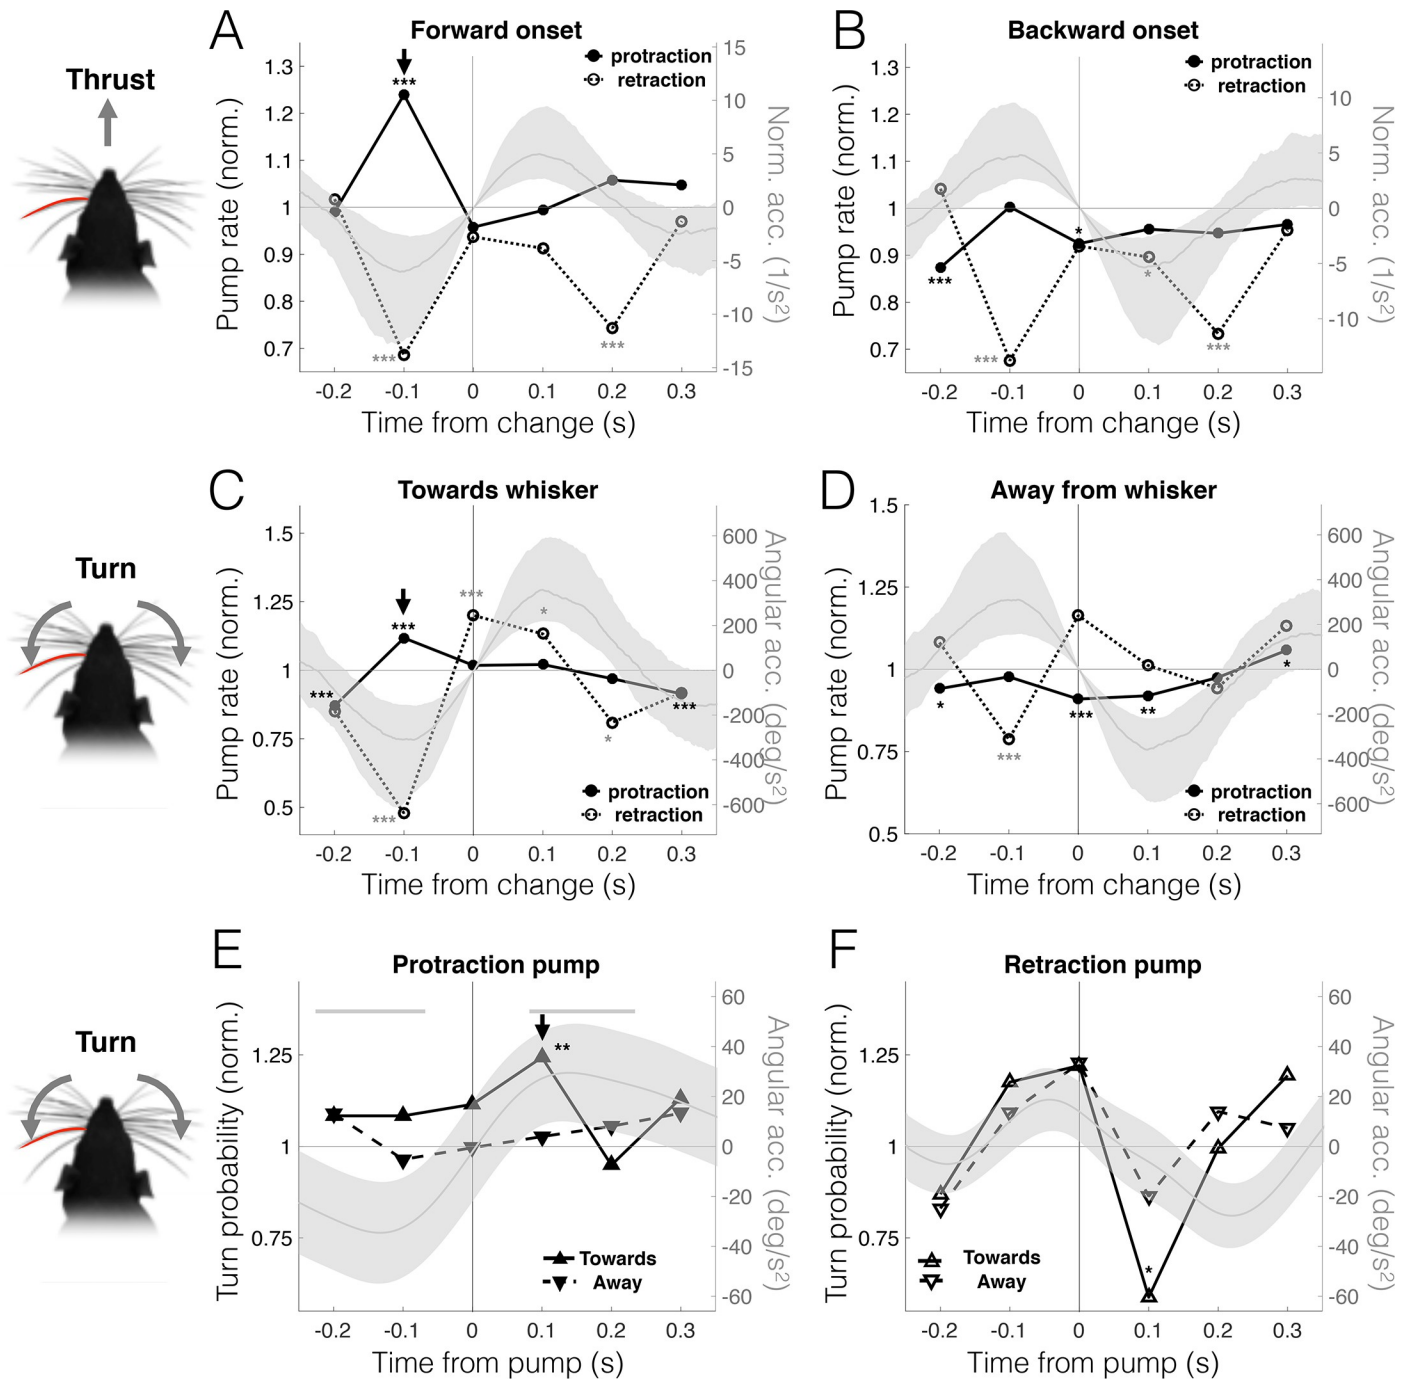 A
Forward onset
Thrust
protraction
retraction
***
***
***
1.3
1.2
1.1
1
0.9
0.8
0.7
Pump rate (norm.)
15
10
5
0
-5
-10
-15
Norm. acc. (1/s2)
-0.2 -0.1 0 0.1 0.2 0.3
Time from change (s)
B
Backward onset
protraction
retraction
***
***
*
*
***
1.3
1.2
1.1
1
0.9
0.8
0.7
Pump rate (norm.)
10
5
0
-5
-10
Norm. acc. (1/s2)
-0.2 -0.1 0 0.1 0.2 0.3
Time from change (s)
C
Towards whisker
Turn
***
***
***
***
*
*
***
1.5
1.25
1
0.75
0.5
Pump rate (norm.)
600
400
200
0
-200
-400
-600
Angular acc. (deg/s2)
protraction
retraction
-0.2 -0.1 0 0.1 0.2 0.3
Time from change (s)
D
Away from whisker
*
***
***
**
*
1.5
1.25
1
0.75
0.5
Pump rate (norm.)
600
400
200
0
-200
-400
-600
Angular acc. (deg/s2)
protraction
retraction
-0.2 -0.1 0 0.1 0.2 0.3
Time from change (s)
E
Protraction pump
Turn
**
1.25
1
0.75
Turn probability (norm.)
60
40
20
0
-20
-40
-60
Angular acc. (deg/s2)
Towards
Away
-0.2 -0.1 0 0.1 0.2 0.3
Time from pump (s)
F
Retraction pump
*
1.25
1
0.75
Turn probability (norm.)
60
40
20
0
-20
-40
-60
Angular acc. (deg/s2)
Towards
Away
-0.2 -0.1 0 0.1 0.2 0.3
Time from pump (s)